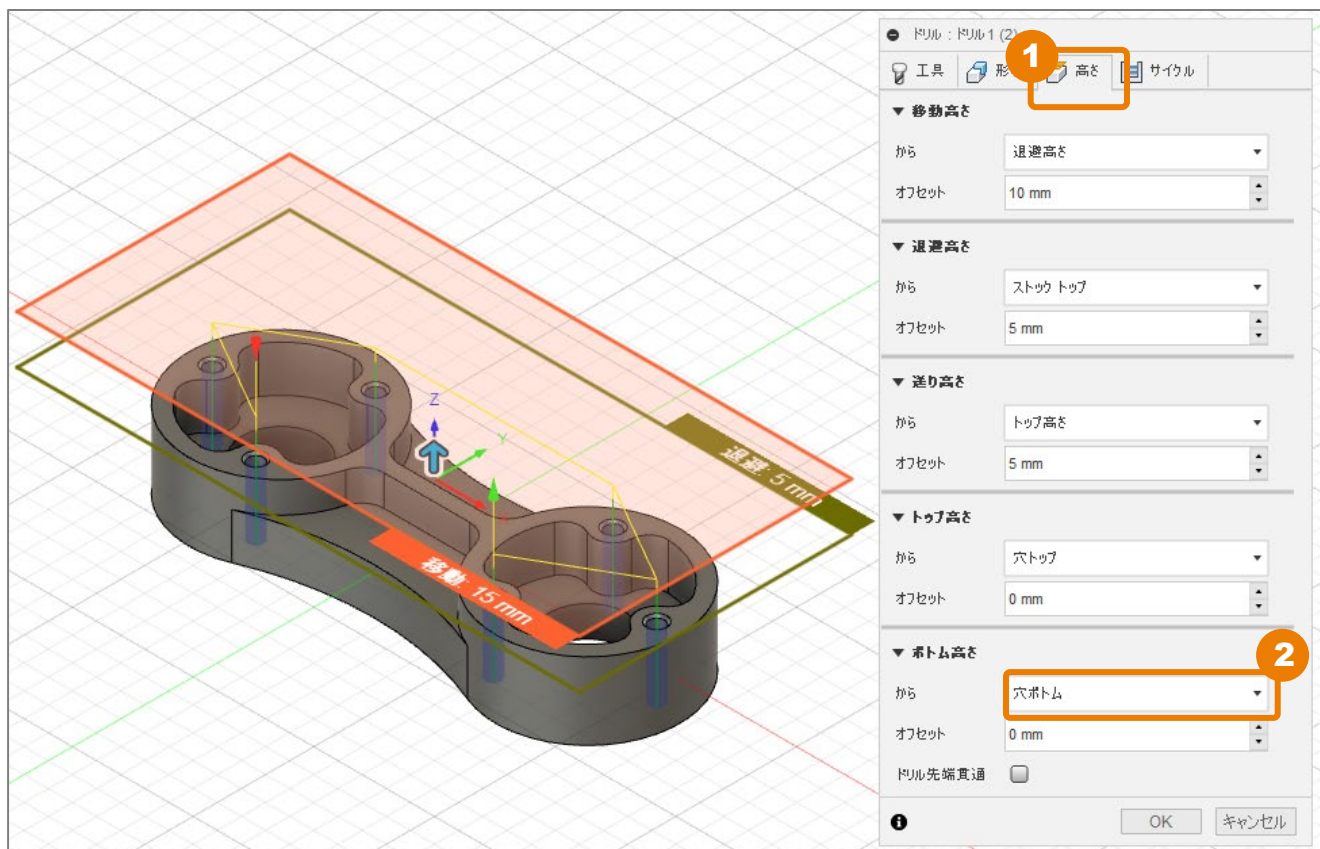 ドリル : ドリル 1 (2)
1
工具
形
高さ
サイクル
▼ 移動高さ
から 退避高さ
オフセット 10 mm
▼ 退避高さ
から ストック トップ
オフセット 5 mm
▼ 送り高さ
から トップ高さ
オフセット 5 mm
▼ トップ高さ
から 穴トップ
オフセット 0 mm
▼ ボトム高さ
2
から 穴ボトム
オフセット 0 mm
ドリル先端貫通
OK キャンセル
Z
Y
退避: 5 mm
移動: 15 mm